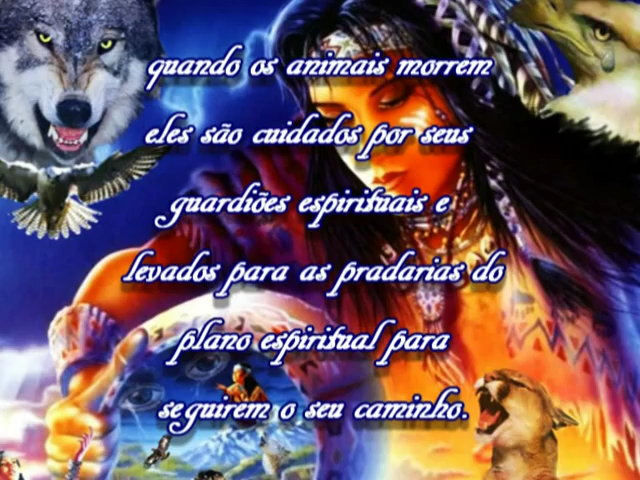 quando os animais morrem
eles são cuidados por seus
guardiões espirituais e
levados para as pradarias do
plano espiritual para
seguirem o seu caminho.